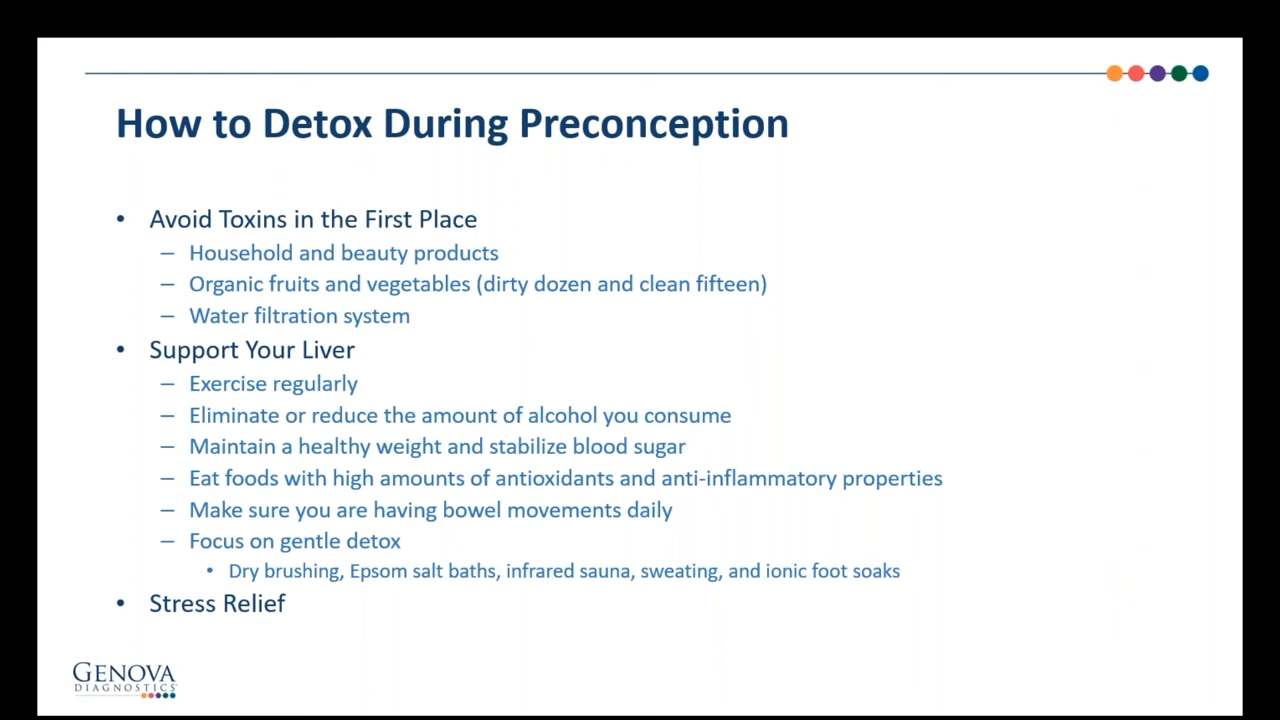 How to Detox During Preconception
• Avoid Toxins in the First Place
– Household and beauty products
– Organic fruits and vegetables (dirty dozen and clean fifteen)
– Water filtration system
• Support Your Liver
– Exercise regularly
– Eliminate or reduce the amount of alcohol you consume
– Maintain a healthy weight and stabilize blood sugar
– Eat foods with high amounts of antioxidants and anti-inflammatory properties
– Make sure you are having bowel movements daily
– Focus on gentle detox
• Dry brushing, Epsom salt baths, infrared sauna, sweating, and ionic foot soaks
• Stress Relief
GENOVA
DIAGNOSTICS